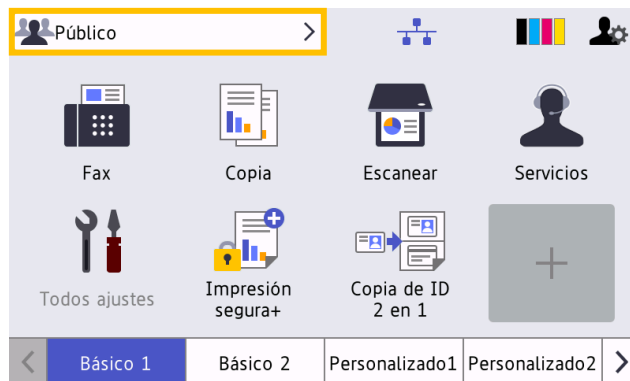 Público
Fax
Copia
Escanear
Servicios
Todos ajustes
Impresión
segura+
Copia de ID
2 en 1
Básico 1
Básico 2
Personalizado1
Personalizado2